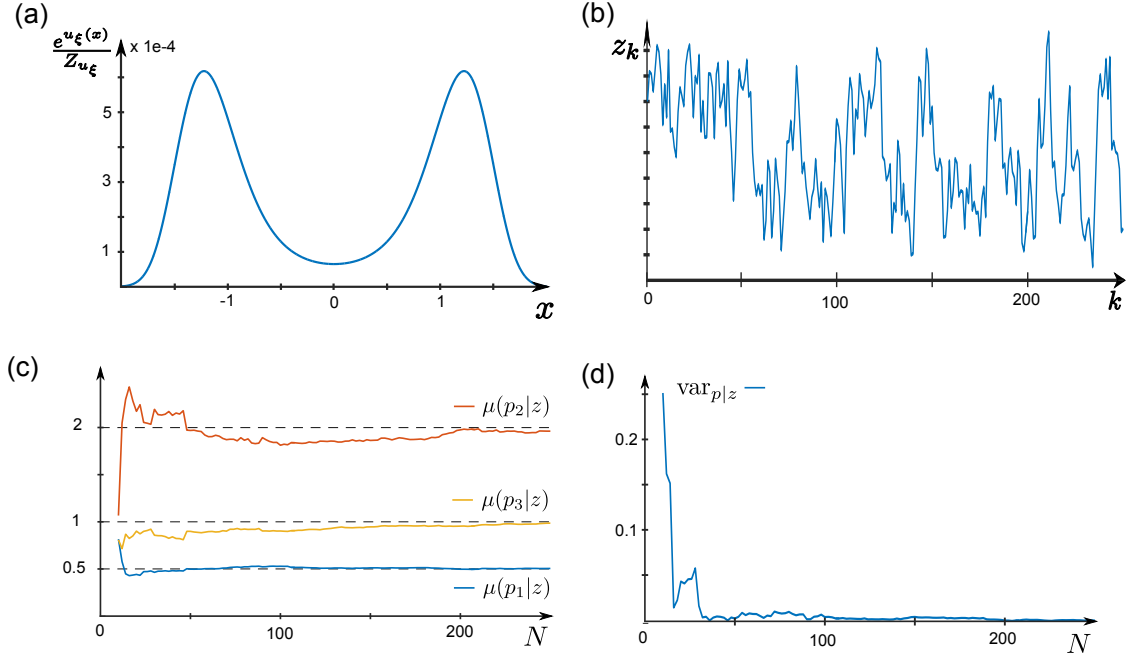 (a)
e^{u_ξ(x)} / Z_{u_ξ}
x 1e-4
5
3
1
-1
0
1
x
(b)
z_k
0
100
200
k
(c)
2
1
0.5
μ(p_2|z)
μ(p_3|z)
μ(p_1|z)
0
100
200
N
(d)
var_{p|z}
0.2
0.1
0
100
200
N